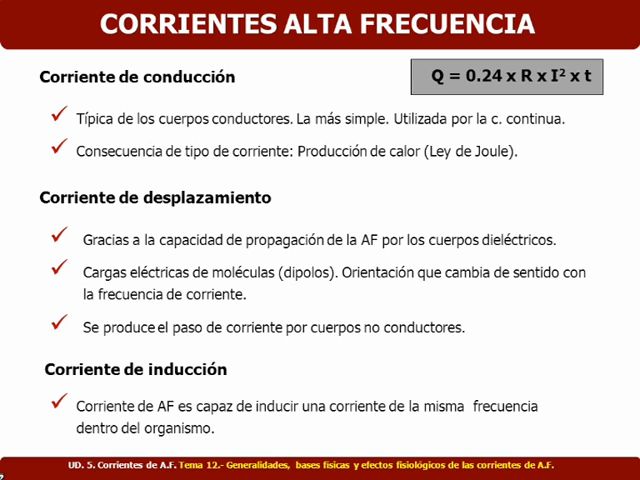 CORRIENTES ALTA FRECUENCIA
Corriente de conducción
Q = 0.24 x R x I² x t
✓ Típica de los cuerpos conductores. La más simple. Utilizada por la c. continua.
✓ Consecuencia de tipo de corriente: Producción de calor (Ley de Joule).
Corriente de desplazamiento
✓ Gracias a la capacidad de propagación de la AF por los cuerpos dieléctricos.
✓ Cargas eléctricas de moléculas (dipolos). Orientación que cambia de sentido con
la frecuencia de corriente.
✓ Se produce el paso de corriente por cuerpos no conductores.
Corriente de inducción
✓ Corriente de AF es capaz de inducir una corriente de la misma frecuencia
dentro del organismo.
UD. 5. Corrientes de A.F. Tema 12.- Generalidades, bases físicas y efectos fisiológicos de las corrientes de A.F.